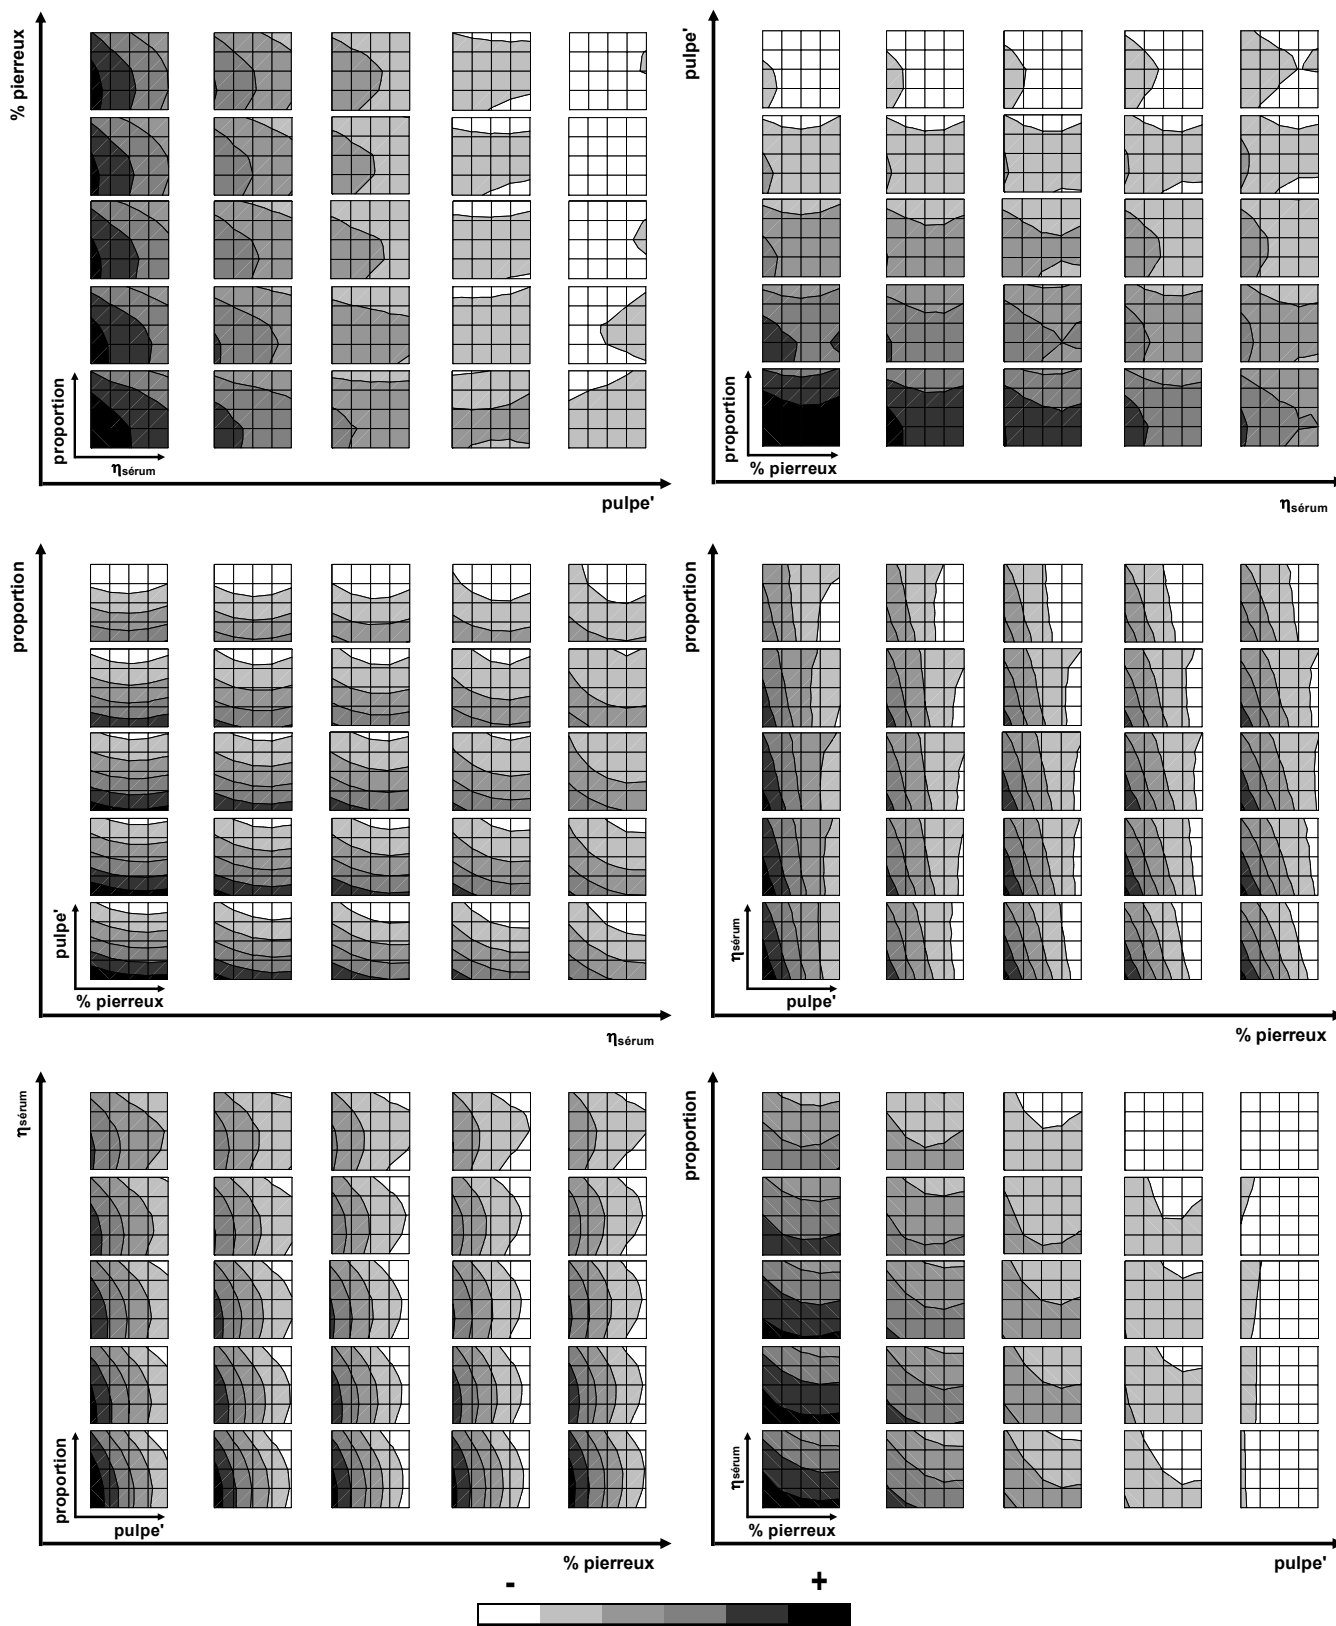 % pierreux
proportion
ηsérum
pulpe'
pulpe'
proportion
% pierreux
ηsérum
proportion
pulpe'
% pierreux
ηsérum
proportion
ηsérum
pulpe'
% pierreux
ηsérum
proportion
pulpe'
% pierreux
proportion
ηsérum
% pierreux
pulpe'
- +